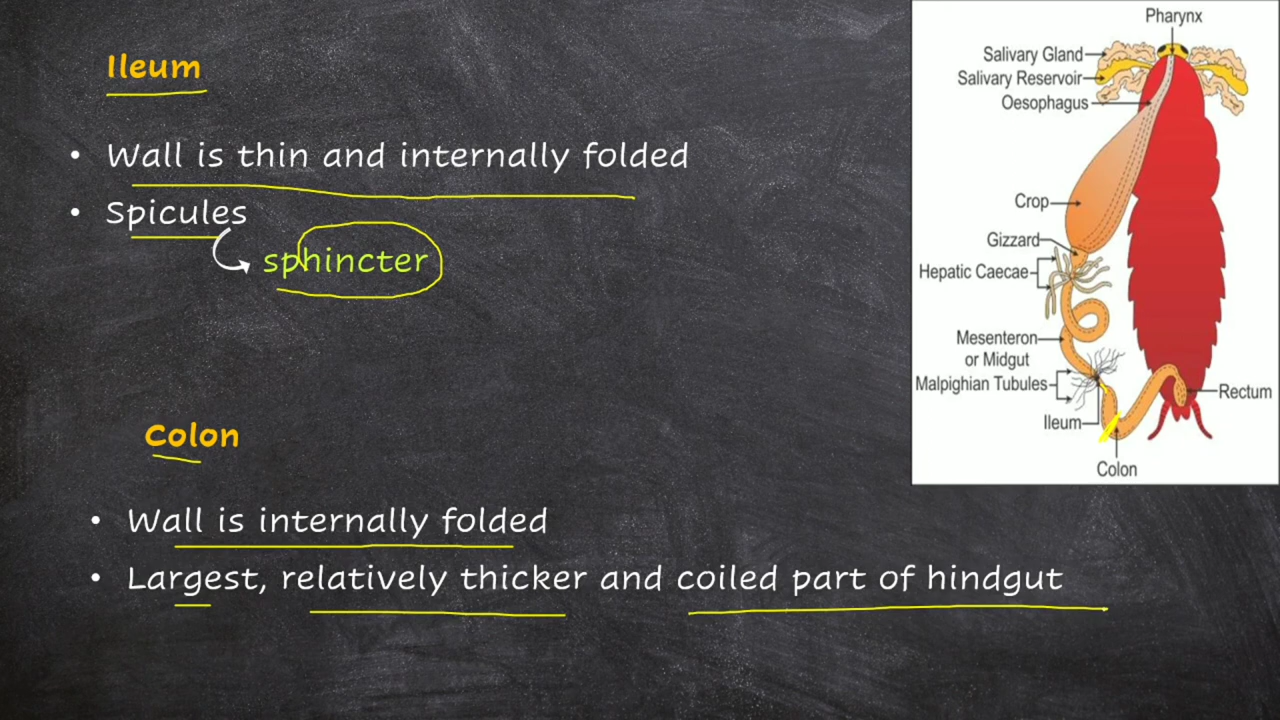 Ileum
• Wall is thin and internally folded
• Spicules
sphincter
Colon
• Wall is internally folded
• Largest, relatively thicker and coiled part of hindgut
Pharynx
Salivary Gland
Salivary Reservoir
Oesophagus
Crop
Gizzard
Hepatic Caecae
Mesenteron
or Midgut
Malpighian Tubules
Rectum
Ileum
Colon